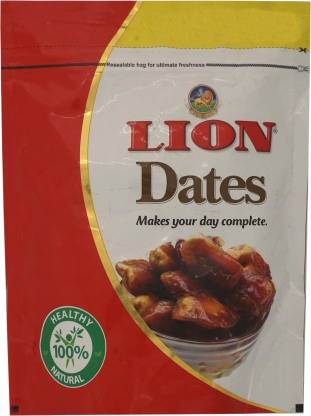 Resealable bag for ultimate freshness
LION®
Dates
Makes your day complete.
HEALTHY
100%
NATURAL